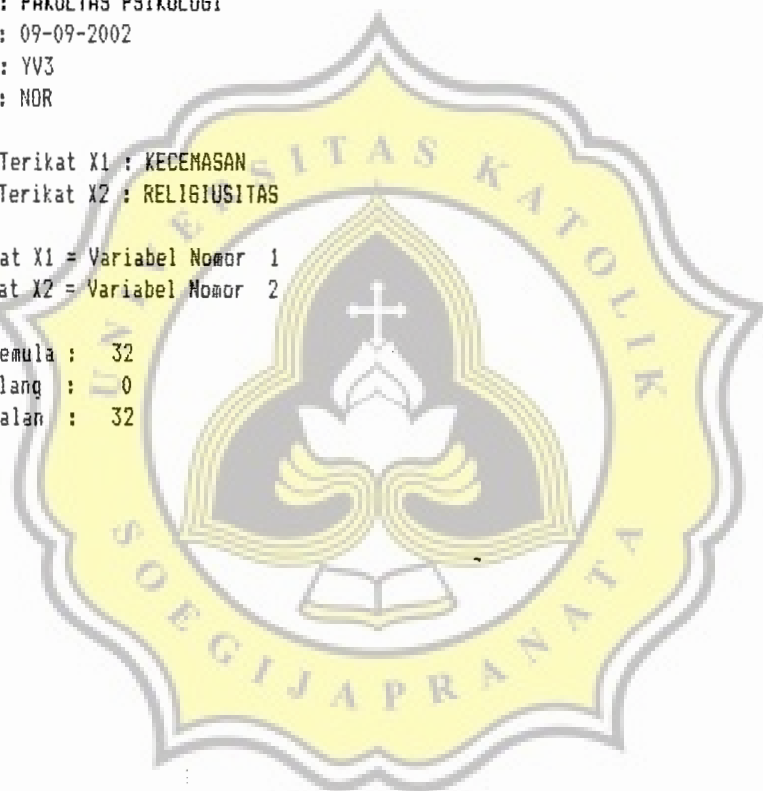 : FAKULTAS PSIKOLOGI
: 09-09-2002
: YV3
: NOR
Terikat X1 : KECEMASAN
Terikat X2 : RELIGIUSITAS
at X1 = Variabel Nomor 1
at X2 = Variabel Nomor 2
emula : 32
lang : 0
alan : 32
UNIVERSITAS KATOLIK
SOEGIJAPRANATA